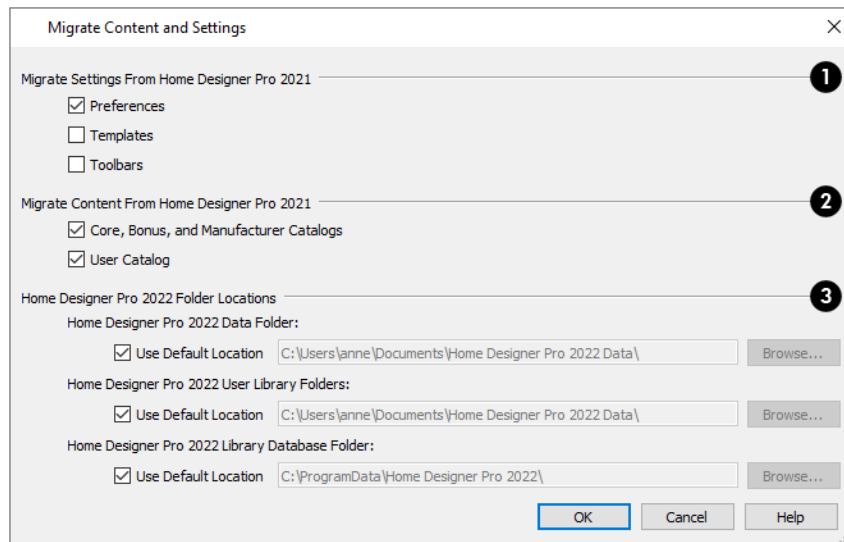 Migrate Content and Settings
Migrate Settings From Home Designer Pro 2021
1
Preferences
Templates
Toolbars
Migrate Content From Home Designer Pro 2021
2
Core, Bonus, and Manufacturer Catalogs
User Catalog
Home Designer Pro 2022 Folder Locations
3
Home Designer Pro 2022 Data Folder:
Use Default Location C:\Users\anne\Documents\Home Designer Pro 2022 Data\ Browse...
Home Designer Pro 2022 User Library Folders:
Use Default Location C:\Users\anne\Documents\Home Designer Pro 2022 Data\ Browse...
Home Designer Pro 2022 Library Database Folder:
Use Default Location C:\ProgramData\Home Designer Pro 2022\ Browse...
OK Cancel Help